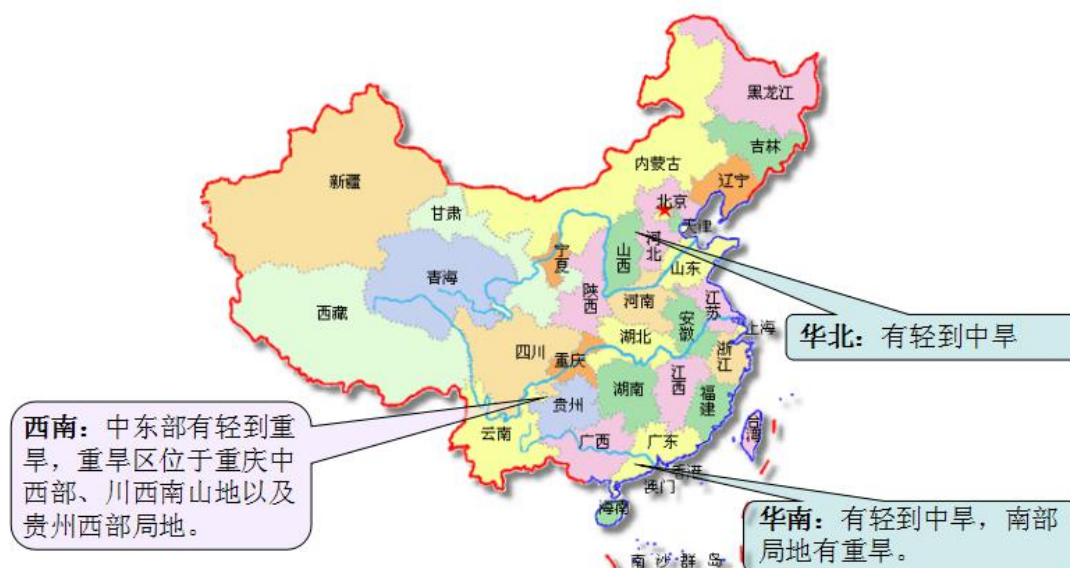 黑龙江
吉林
辽宁
内蒙古
新疆
甘肃
北京
天津
河北
山西
山东
宁夏
青海
陕西
河南
江苏
西藏
安徽
上海
四川
湖北
重庆
浙江
江西
湖南
贵州
福建
云南
广西
广东
台湾
香港
澳门
海南
南沙群岛
华北：有轻到中旱
西南：中东部有轻到重
旱，重旱区位于重庆中
西部、川西南山地以及
贵州西部局地。
华南：有轻到中旱，南部
局地有重旱。